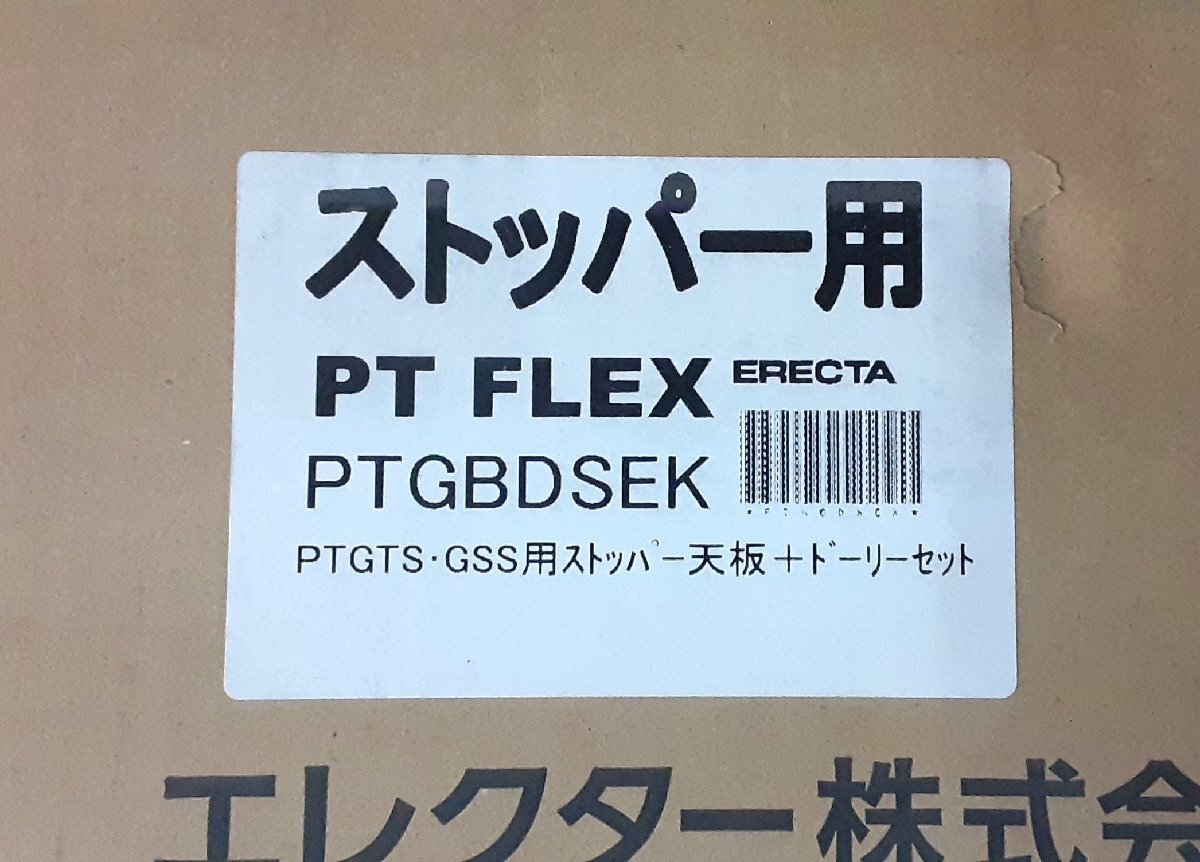 ストッパー用
PT FLEX ERECTA
PTGBDSEK
PTGTS・GSS用ｽﾄｯﾊﾟｰ天板＋ﾄﾞｰﾘｰｾｯﾄ
エレクター株式会